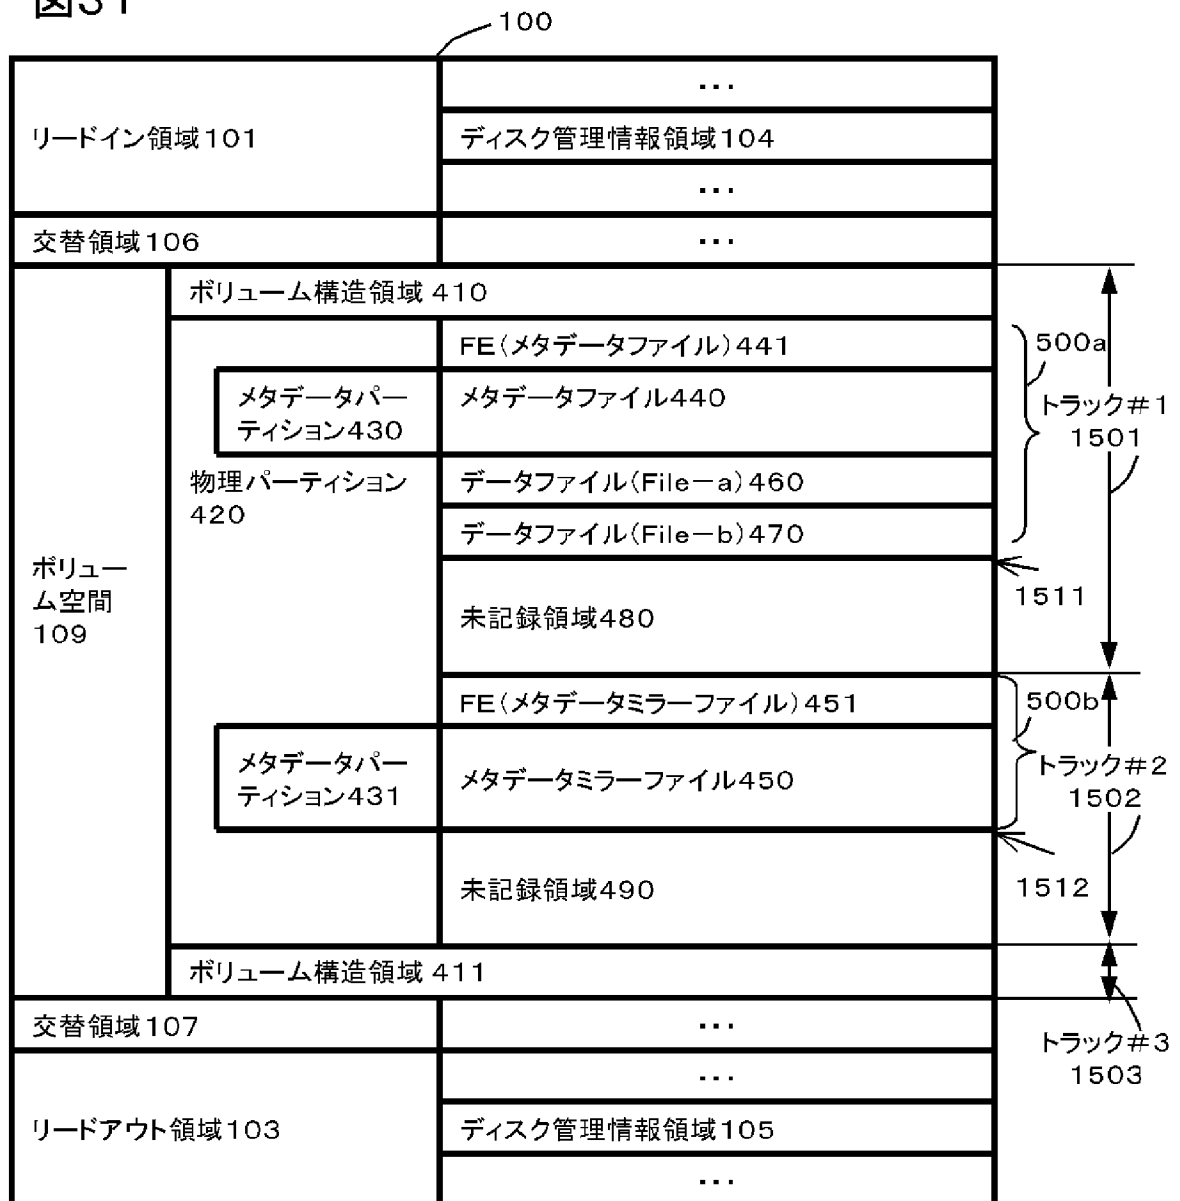 図31
100
リードイン領域101
・・・
ディスク管理情報領域104
・・・
交替領域106
・・・
ボリューム空間109
ボリューム構造領域 410
物理パーティション
420
FE(メタデータファイル)441
メタデータパー
ティション430
メタデータファイル440
データファイル(File－a)460
データファイル(File－b)470
未記録領域480
500a
トラック#1
1501
1511
FE(メタデータミラーファイル)451
メタデータパー
ティション431
メタデータミラーファイル450
未記録領域490
500b
トラック#2
1502
1512
ボリューム構造領域 411
トラック#3
1503
交替領域107
・・・
リードアウト領域103
・・・
ディスク管理情報領域105
・・・